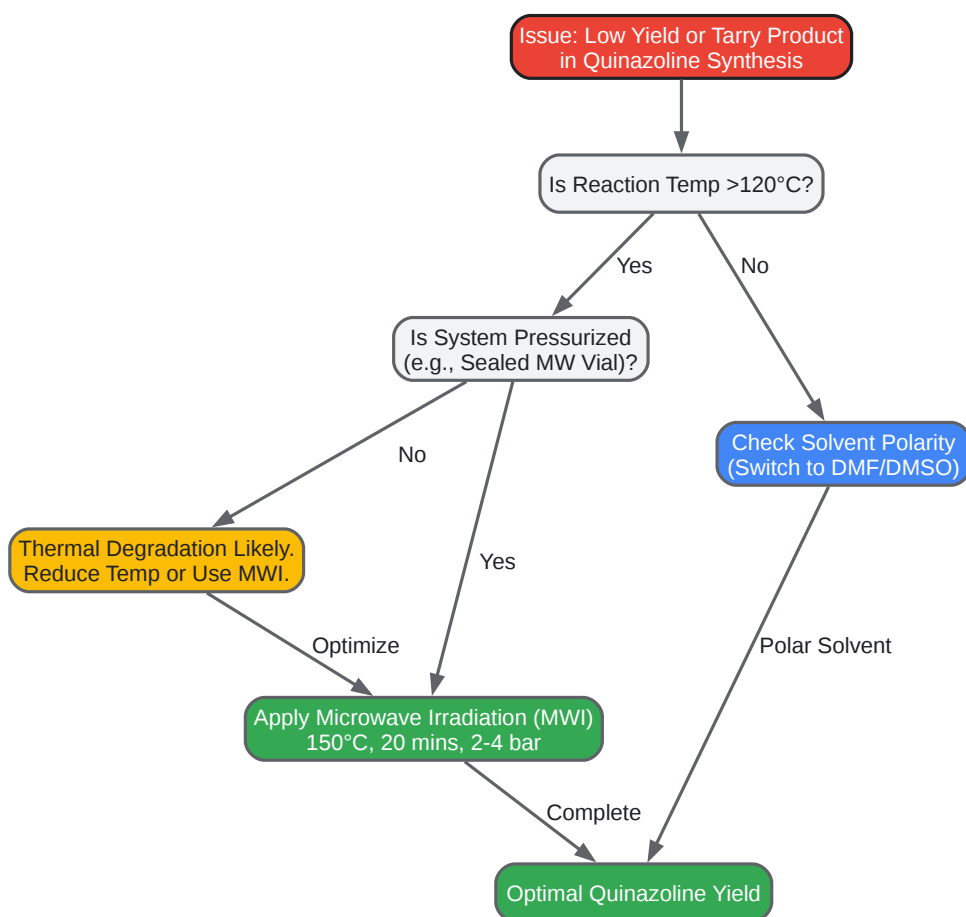 Issue: Low Yield or Tarry Product
in Quinazoline Synthesis
Is Reaction Temp >120°C?
Yes
No
Is System Pressurized
(e.g., Sealed MW Vial)?
Check Solvent Polarity
(Switch to DMF/DMSO)
No
Yes
Thermal Degradation Likely.
Reduce Temp or Use MWI.
Optimize
Polar Solvent
Apply Microwave Irradiation (MWI)
150°C, 20 mins, 2-4 bar
Complete
Optimal Quinazoline Yield